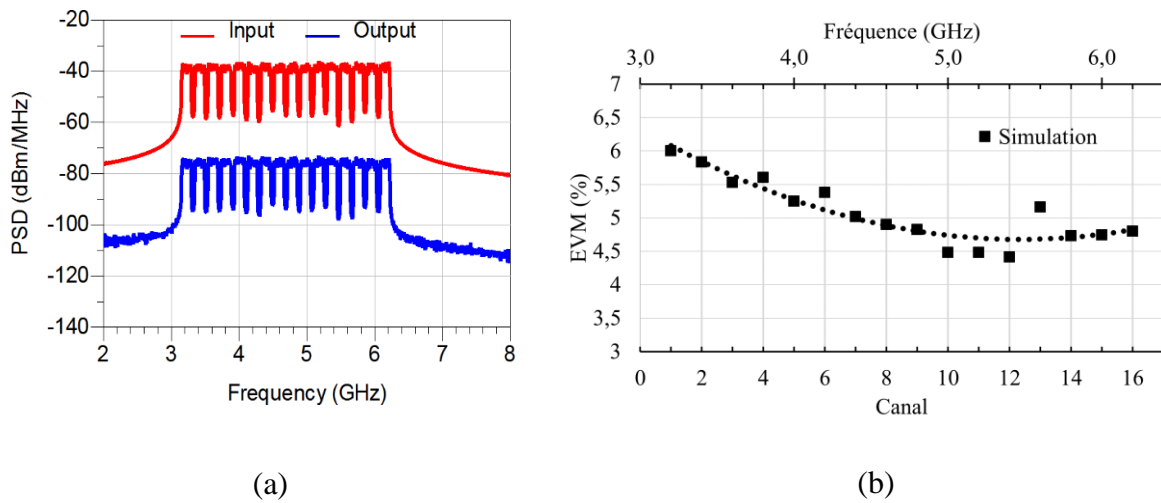 -20
-40
-60
-80
-100
-120
-140
PSD (dBm/MHz)
Input
Output
2 3 4 5 6 7 8
Frequency (GHz)
(a)
Fréquence (GHz)
3,0 4,0 5,0 6,0
7
6,5
6
5,5
5
4,5
4
3,5
3
EVM (%)
Simulation
0 2 4 6 8 10 12 14 16
Canal
(b)